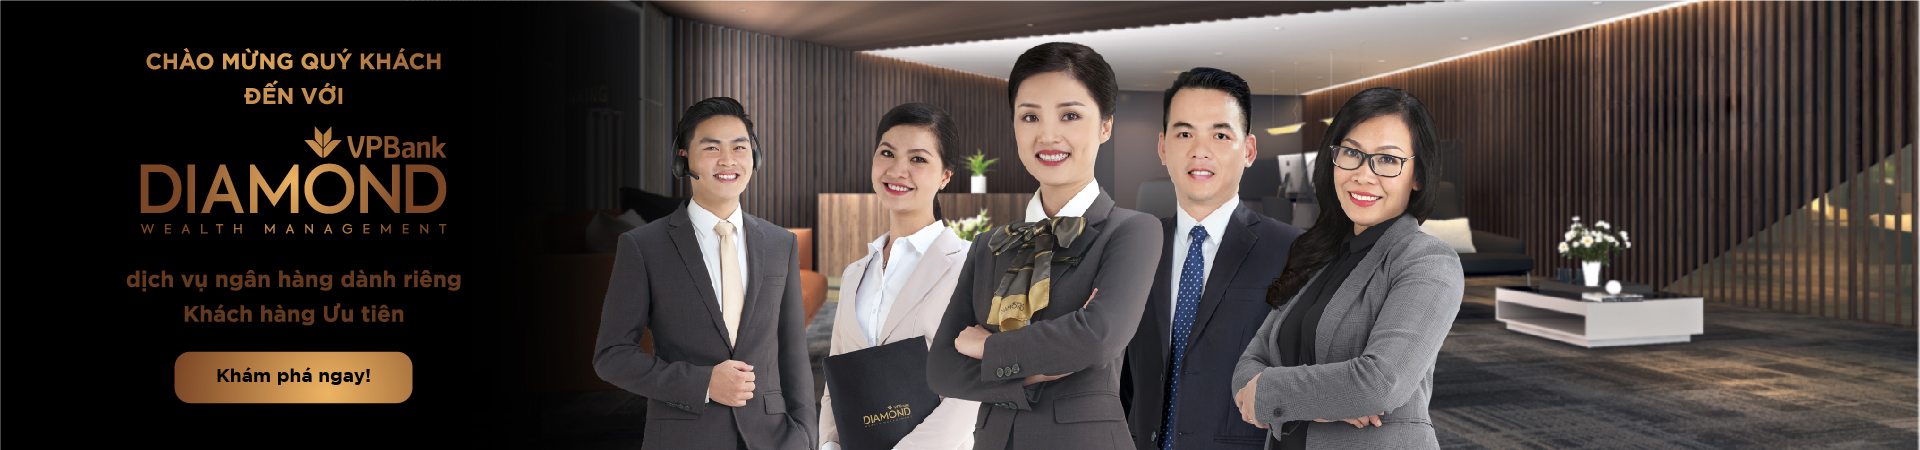 CHÀO MỪNG QUÝ KHÁCH
ĐẾN VỚI
VPBank
DIAMOND
WEALTH MANAGEMENT
dịch vụ ngân hàng dành riêng
Khách hàng Ưu tiên
Khám phá ngay!
VPBank
DIAMOND